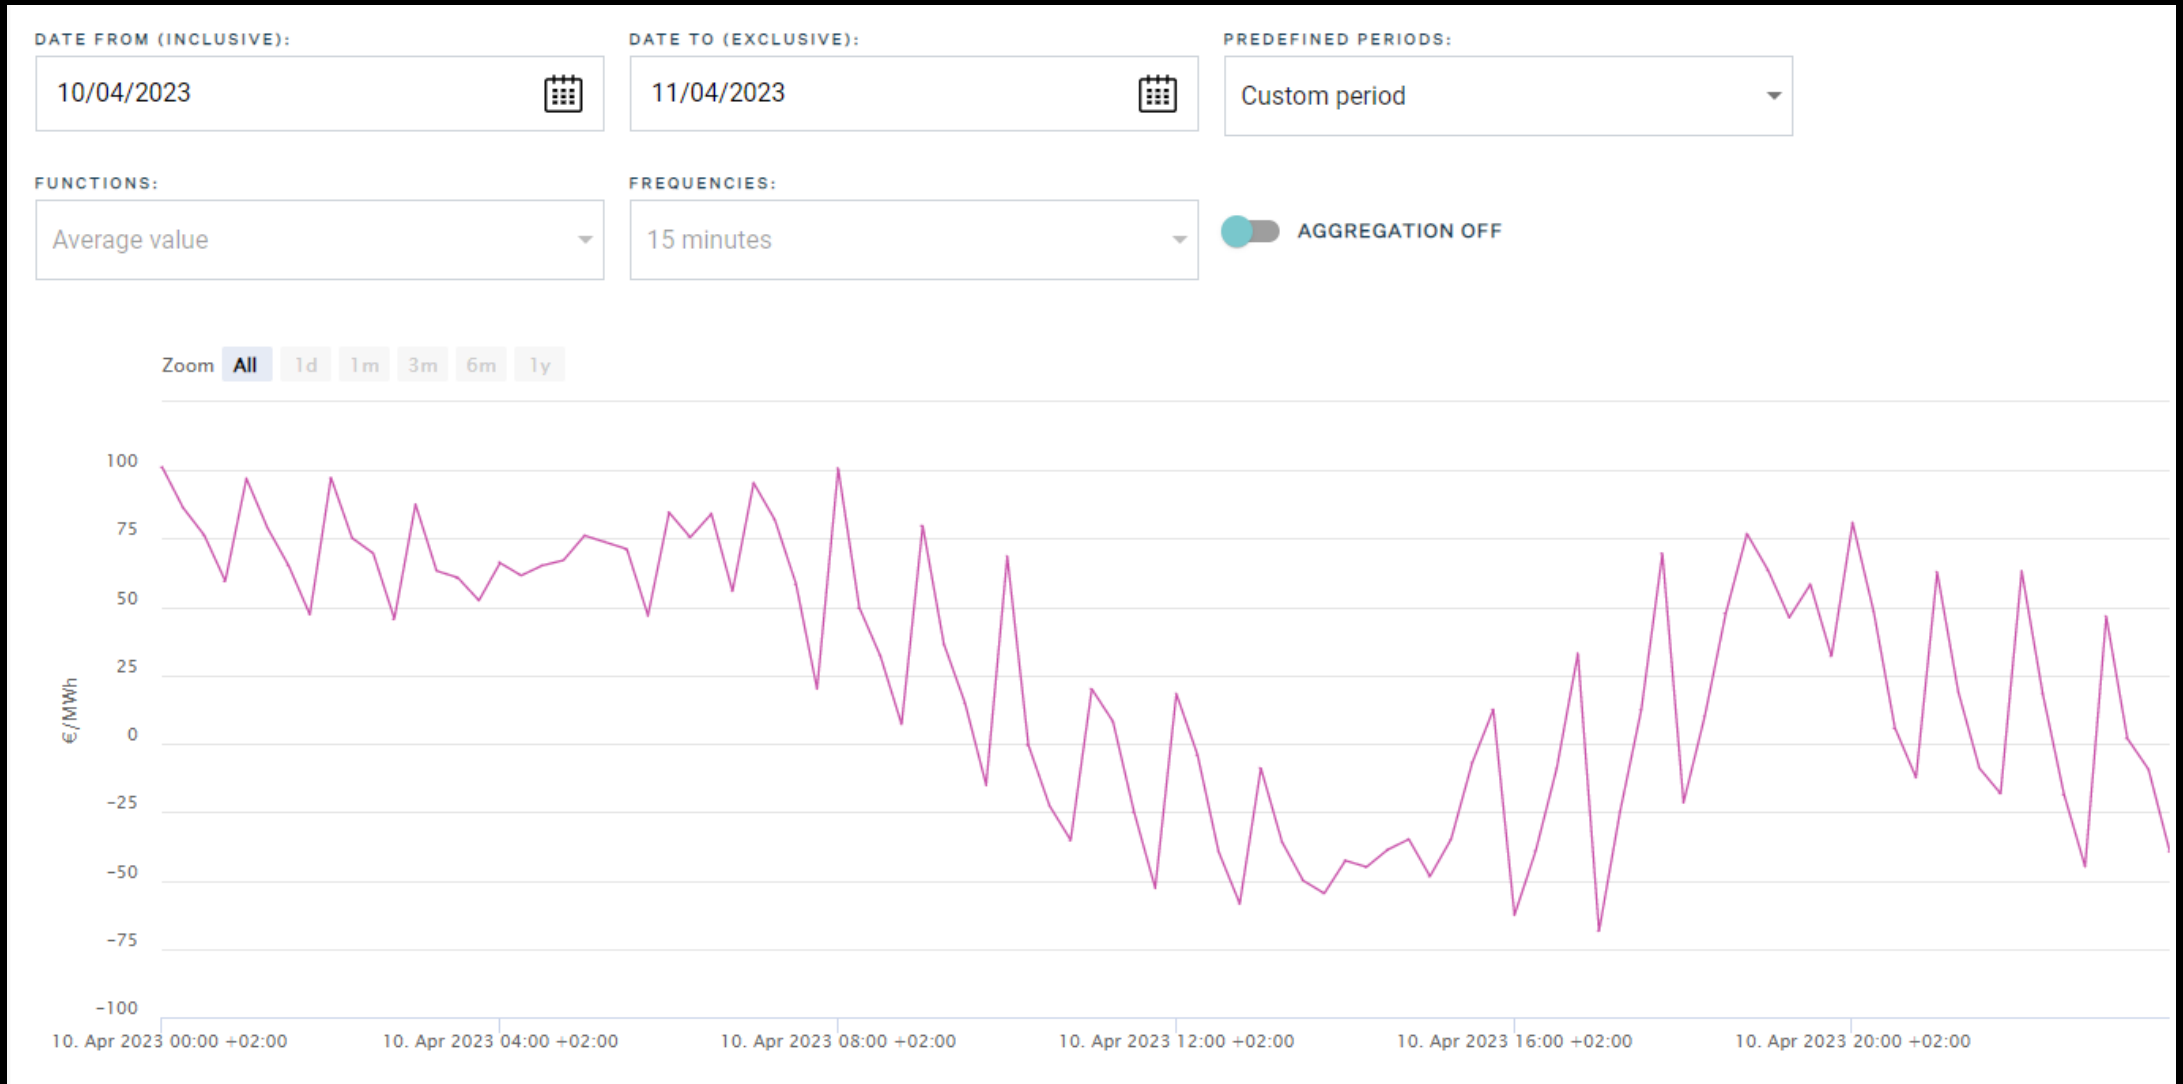 DATE FROM (INCLUSIVE): DATE TO (EXCLUSIVE): PREDEFINED PERIODS:
10/04/2023 11/04/2023 Custom period
FUNCTIONS: FREQUENCIES:
Average value 15 minutes AGGREGATION OFF
Zoom All 1d 1m 3m 6m 1y
100
75
50
25
€/MWh
0
-25
-50
-75
-100
10. Apr 2023 00:00 +02:00 10. Apr 2023 04:00 +02:00 10. Apr 2023 08:00 +02:00 10. Apr 2023 12:00 +02:00 10. Apr 2023 16:00 +02:00 10. Apr 2023 20:00 +02:00